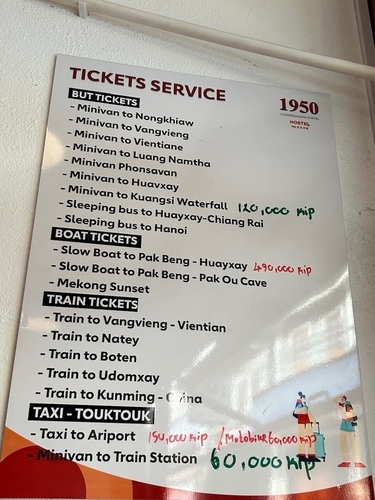 TICKETS SERVICE
1950
HOSTEL
BUT TICKETS
- Minivan to Nongkhiaw
- Minivan to Vangvieng
- Minivan to Vientiane
- Minivan to Luang Namtha
- Minivan Phonsavan
- Minivan to Huavxay
- Minivan to Kuangsi Waterfall 120,000 kip
- Sleeping bus to Huayxay-Chiang Rai
- Sleeping bus to Hanoi
BOAT TICKETS
- Slow Boat to Pak Beng - Huayxay 490,000 kip
- Slow Boat to Pak Beng - Pak Ou Cave
- Mekong Sunset
TRAIN TICKETS
- Train to Vangvieng - Vientian
- Train to Natey
- Train to Boten
- Train to Udomxay
- Train to Kunming - China
TAXI - TOUKTOUK
- Taxi to Ariport 150,000 kip / Motobike 60,000 kip
- Minivan to Train Station 60,000 kip